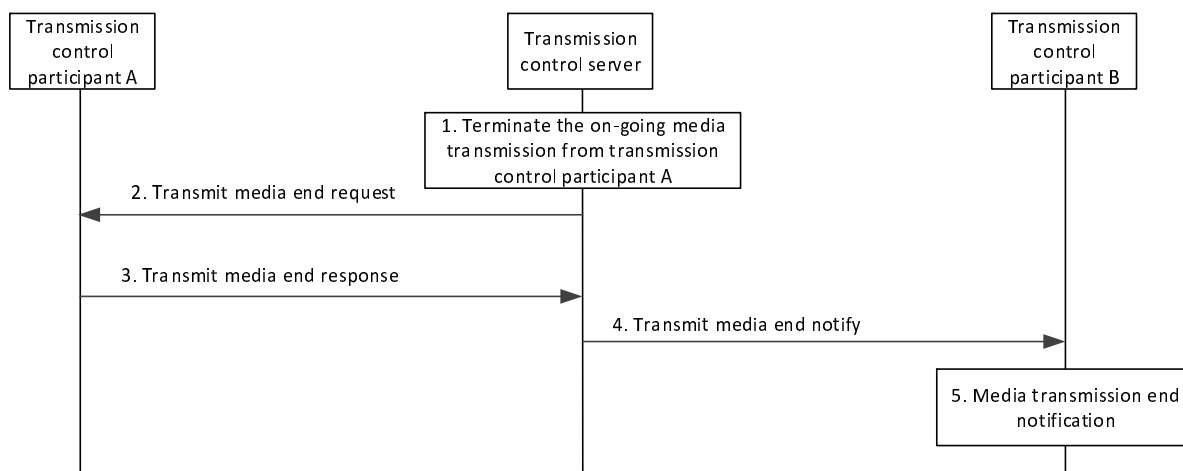 Transmission
control
participant A
Transmission
control server
Transmission
control
participant B
1. Terminate the on-going media
transmission from transmission
control participant A
2. Transmit media end request
3. Transmit media end response
4. Transmit media end notify
5. Media transmission end
notification